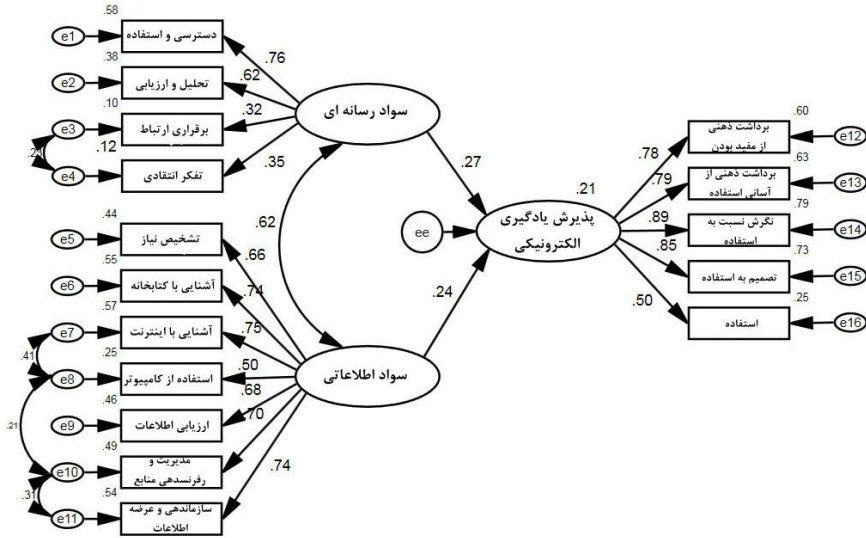 .58
e1
دسترسی و استفاده
.76
.38
e2
تحلیل و ارزیابی
.62
.10
e3
برقراری ارتباط
.32
.12
e4
تفکر انتقادی
.35
سواد رسانه ای
.27
.62
.44
e5
تشخیص نیاز
.66
.55
e6
آشنایی با کتابخانه
.74
.57
e7
آشنایی با اینترنت
.75
.41
.25
e8
استفاده از کامپیوتر
.50
.46
e9
ارزیابی اطلاعات
.68
.21
.49
e10
مدیریت و
رفرنسدهی منابع
.70
.31
.54
e11
سازماندهی و عرضه
اطلاعات
.74
سواد اطلاعاتی
.24
ee
.21
پذیرش یادگیری
الکترونیکی
.78
برداشت ذهنی
از مفید بودن
.60
e12
.79
برداشت ذهنی از
آسانی استفاده
.63
e13
.89
نگرش نسبت به
استفاده
.79
e14
.85
تصمیم به استفاده
.73
e15
.50
استفاده
.25
e16